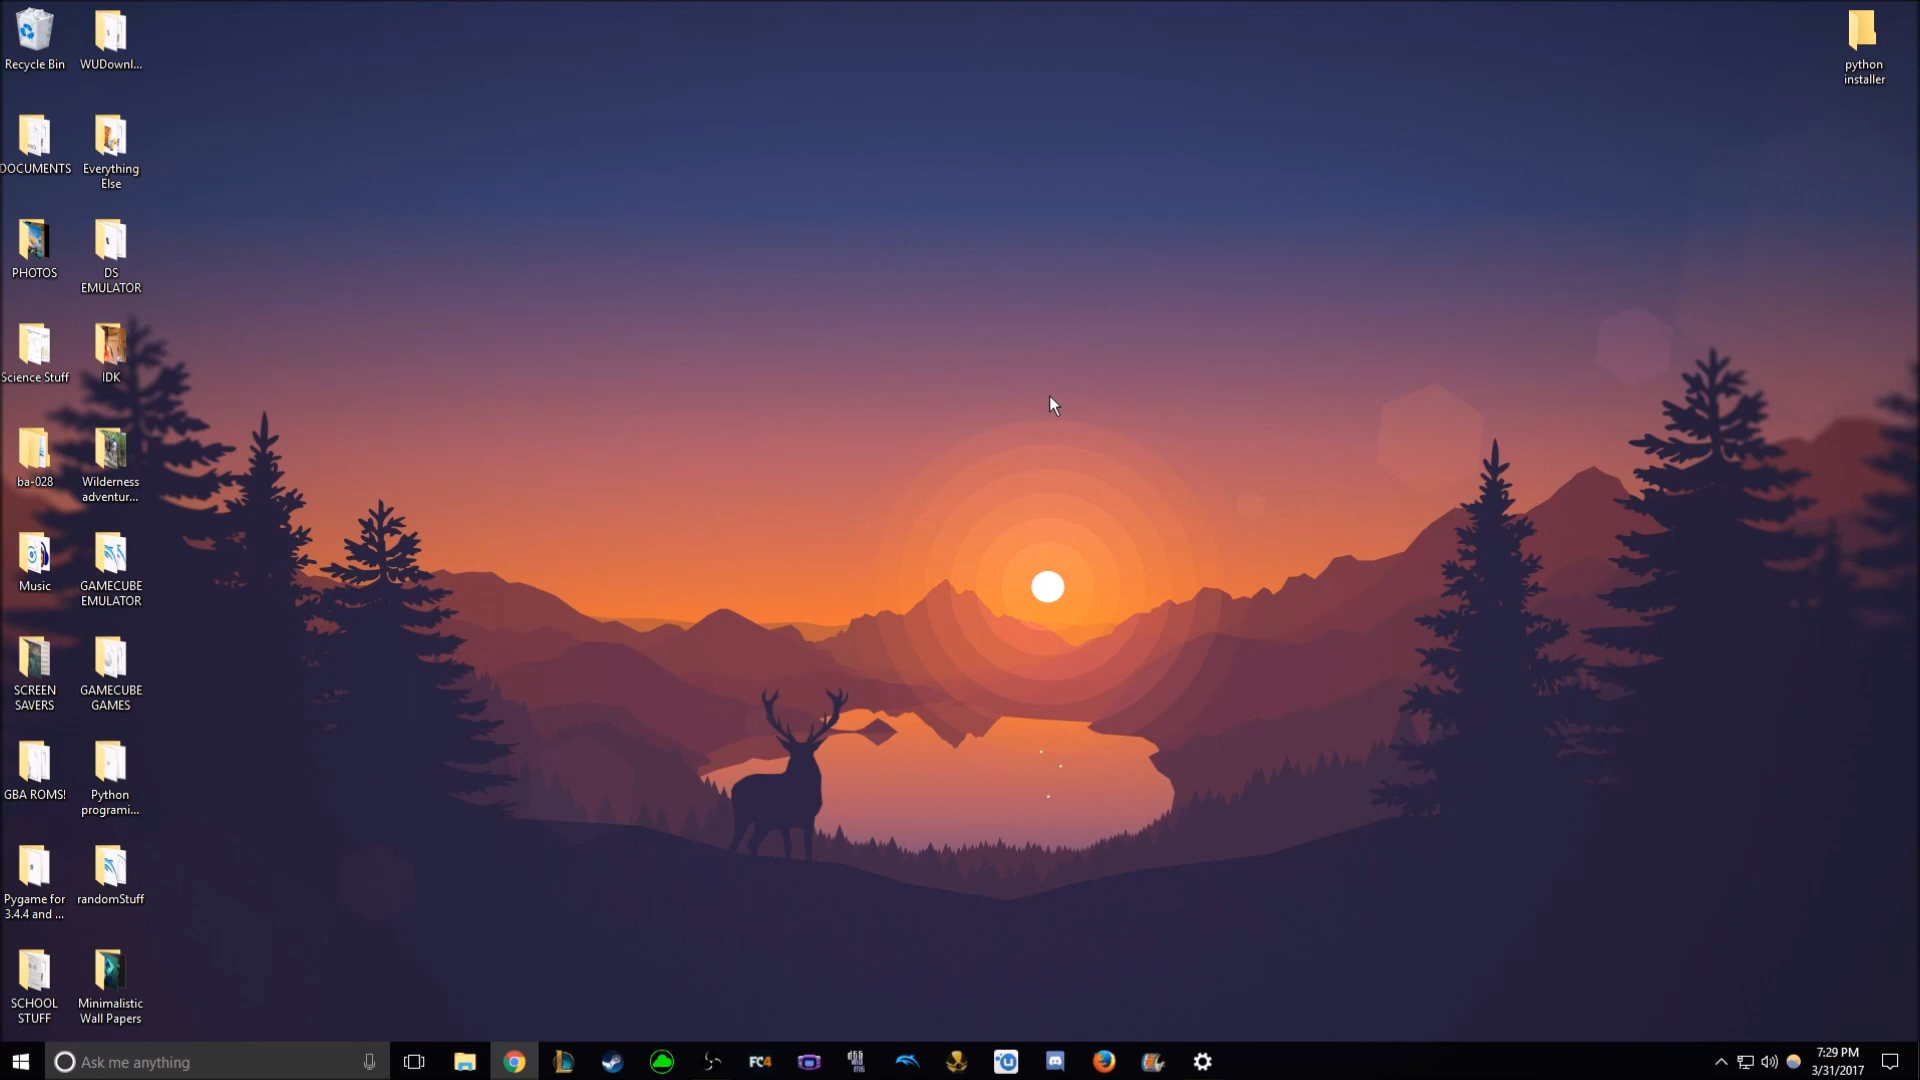 Recycle Bin
WUDownl...
python
installer
DOCUMENTS
Everything
Else
PHOTOS
DS
EMULATOR
Science Stuff
IDK
ba-028
Wilderness
adventur...
Music
GAMECUBE
EMULATOR
SCREEN
SAVERS
GAMECUBE
GAMES
GBA ROMS!
Python
programi...
Pygame for
3.4.4 and ...
randomStuff
SCHOOL
STUFF
Minimalistic
Wall Papers
Ask me anything
FC4
7:29 PM
3/31/2017